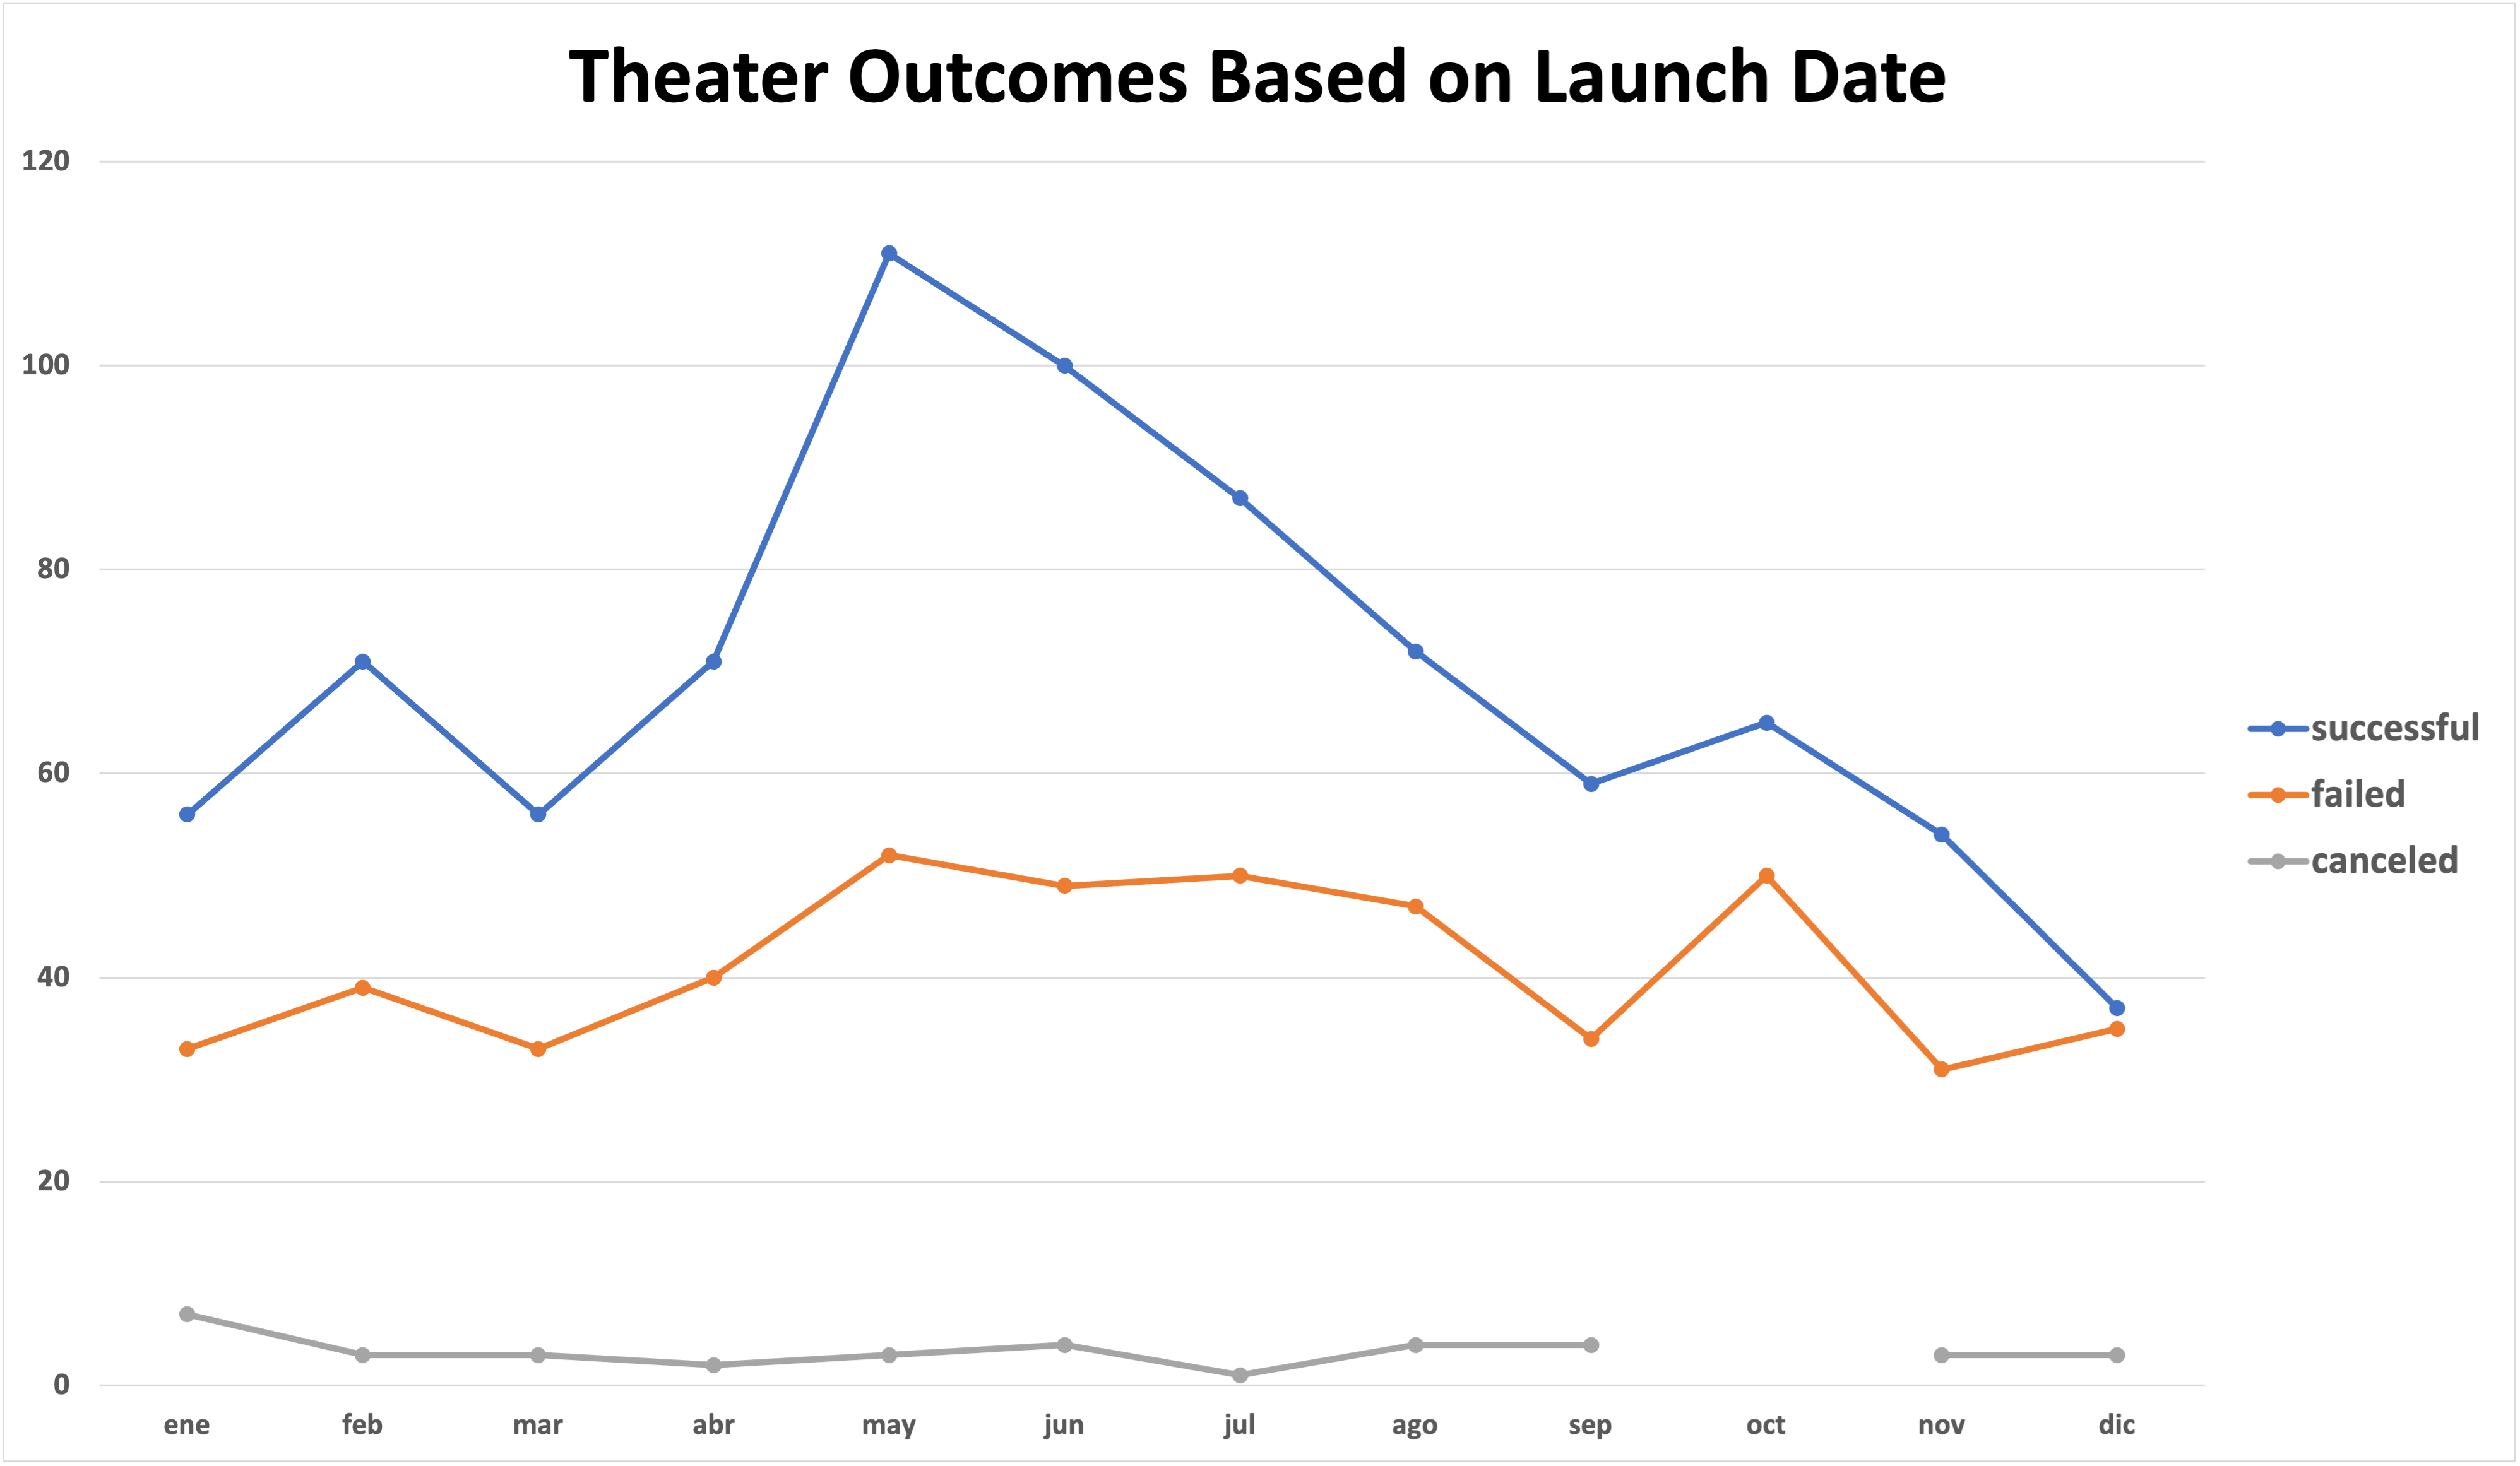 Theater Outcomes Based on Launch Date
120
100
80
60
40
20
0
ene feb mar abr may jun jul ago sep oct nov dic
successful
failed
canceled